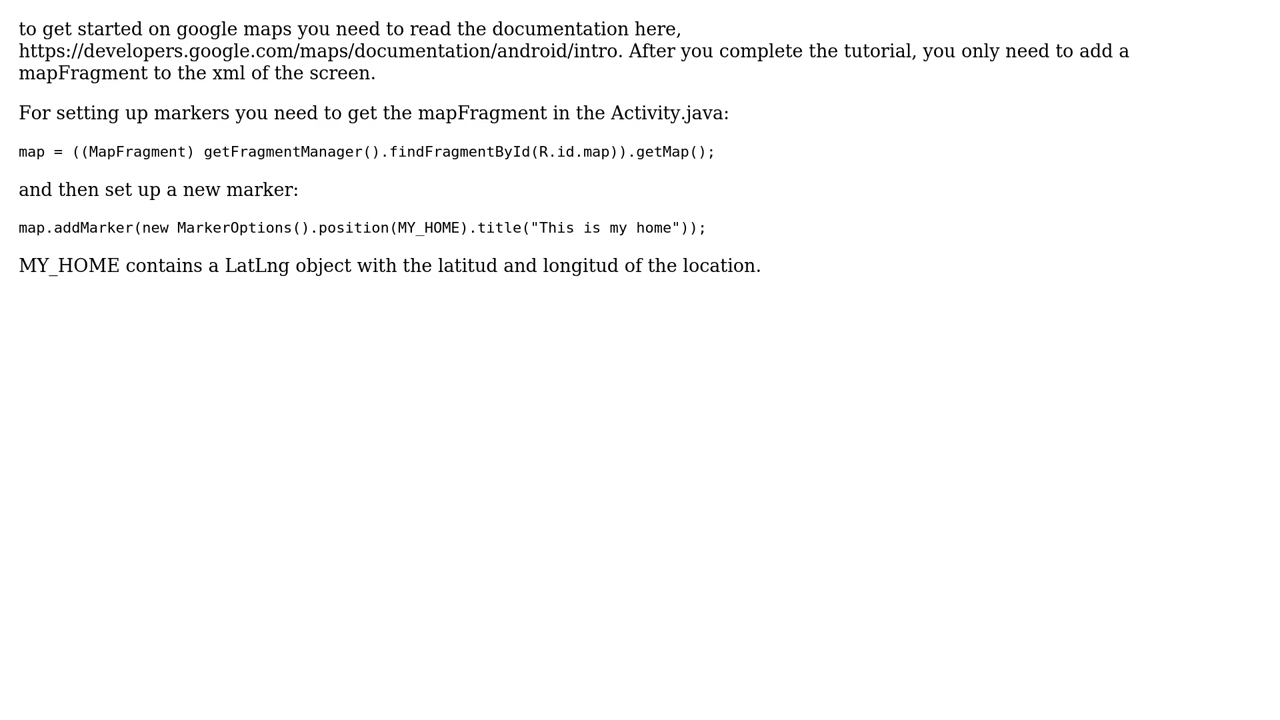 to get started on google maps you need to read the documentation here,
https://developers.google.com/maps/documentation/android/intro. After you complete the tutorial, you only need to add a
mapFragment to the xml of the screen.
For setting up markers you need to get the mapFragment in the Activity.java:
map = ((MapFragment) getFragmentManager().findFragmentById(R.id.map)).getMap();
and then set up a new marker:
map.addMarker(new MarkerOptions().position(MY_HOME).title("This is my home"));
MY_HOME contains a LatLng object with the latitud and longitud of the location.